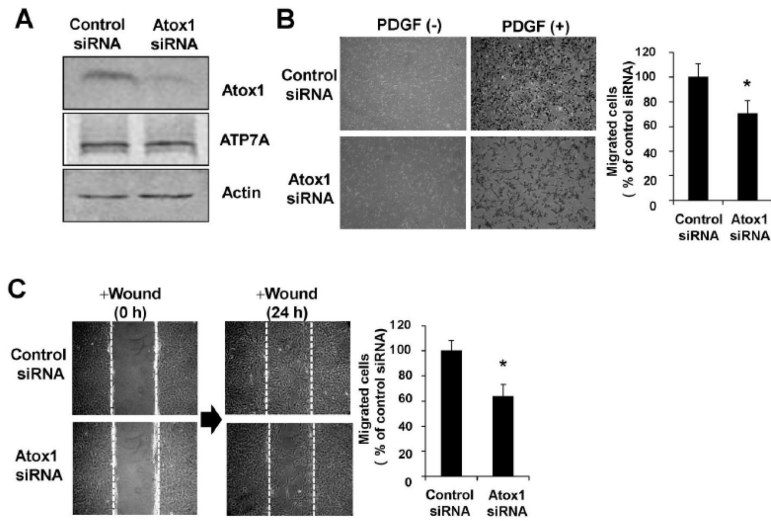 A
Control
siRNA
Atox1
siRNA
Atox1
ATP7A
Actin
B
PDGF (-)
PDGF (+)
Control
siRNA
Atox1
siRNA
Migrated cells
( % of control siRNA)
120
100
80
60
40
20
0
*
Control
siRNA
Atox1
siRNA
C
+Wound
(0 h)
+Wound
(24 h)
Control
siRNA
Atox1
siRNA
Migrated cells
( % of control siRNA)
120
100
80
60
40
20
0
*
Control
siRNA
Atox1
siRNA